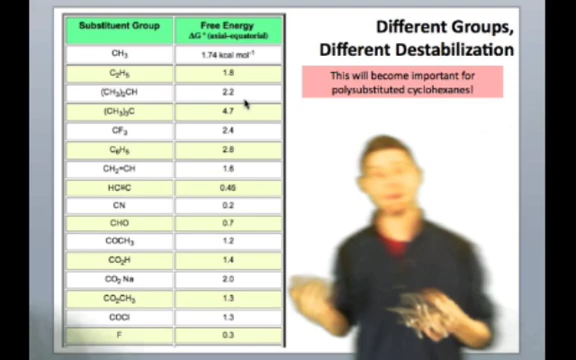 Substituent Group Free Energy
ΔG° (axial–equatorial)
CH3 1.74 kcal mol-1
C2H5 1.8
(CH3)2CH 2.2
(CH3)3C 4.7
CF3 2.4
C6H5 2.8
CH2=CH 1.6
HC≡C 0.45
CN 0.2
CHO 0.7
COCH3 1.2
CO2H 1.4
CO2 Na 2.0
CO2CH3 1.3
COCl 1.3
F 0.3
Different Groups,
Different Destabilization
This will become important for
polysubstituted cyclohexanes!